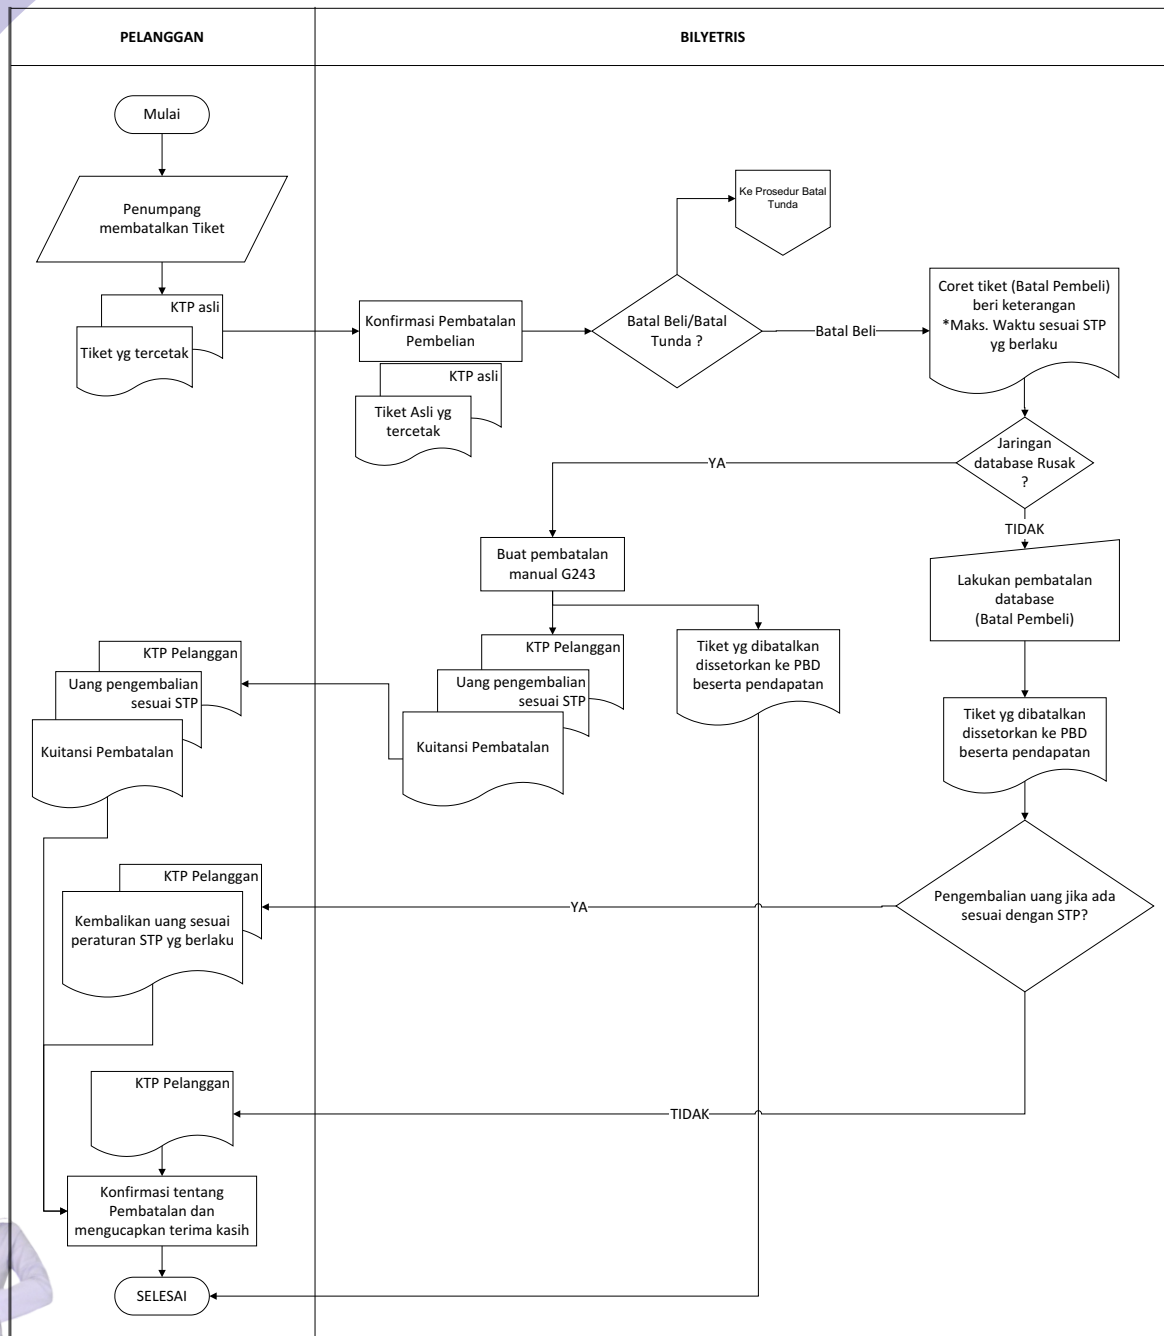 PELANGGAN
BILYETRIS
Mulai
Penumpang
membatalkan Tiket
KTP asli
Tiket yg tercetak
Konfirmasi Pembatalan
Pembelian
KTP asli
Tiket Asli yg
tercetak
Batal Beli/Batal
Tunda ?
Ke Prosedur Batal
Tunda
Batal Beli
Coret tiket (Batal Pembeli)
beri keterangan
*Maks. Waktu sesuai STP
yg berlaku
Jaringan
database Rusak
?
YA
TIDAK
Buat pembatalan
manual G243
Lakukan pembatalan
database
(Batal Pembeli)
KTP Pelanggan
Uang pengembalian
sesuai STP
Kuitansi Pembatalan
KTP Pelanggan
Uang pengembalian
sesuai STP
Kuitansi Pembatalan
Tiket yg dibatalkan
dissetorkan ke PBD
beserta pendapatan
Tiket yg dibatalkan
dissetorkan ke PBD
beserta pendapatan
Pengembalian uang jika ada
sesuai dengan STP?
YA
KTP Pelanggan
Kembalikan uang sesuai
peraturan STP yg berlaku
TIDAK
KTP Pelanggan
Konfirmasi tentang
Pembatalan dan
mengucapkan terima kasih
SELESAI